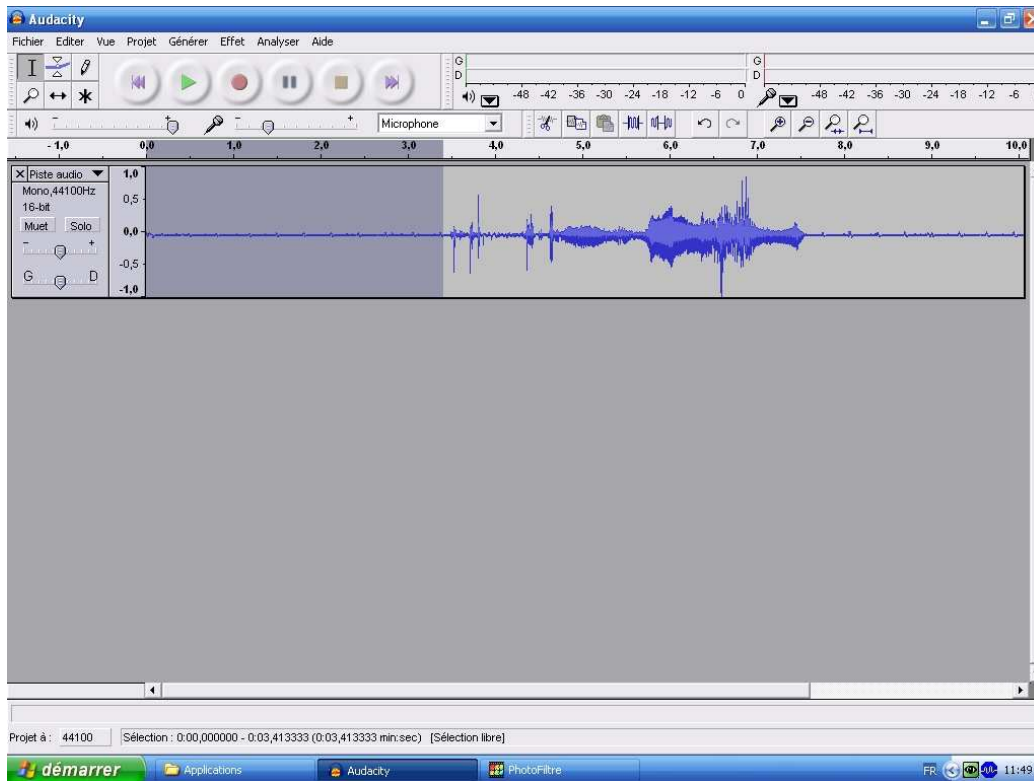 Audacity
Fichier Editer Vue Projet Générer Effet Analyser Aide
G
D
-48 -42 -36 -30 -24 -18 -12 -6 0
G
D
-48 -42 -36 -30 -24 -18 -12 -6
- + - + Microphone
- 1,0 0,0 1,0 2,0 3,0 4,0 5,0 6,0 7,0 8,0 9,0 10,0
Piste audio
Mono,44100Hz
16-bit
Muet Solo
- +
G D
1,0
0,5
0,0
-0,5
-1,0
Projet à : 44100 Sélection : 0:00,000000 - 0:03,413333 (0:03,413333 min:sec) [Sélection libre]
démarrer Applications Audacity PhotoFiltre FR 11:49